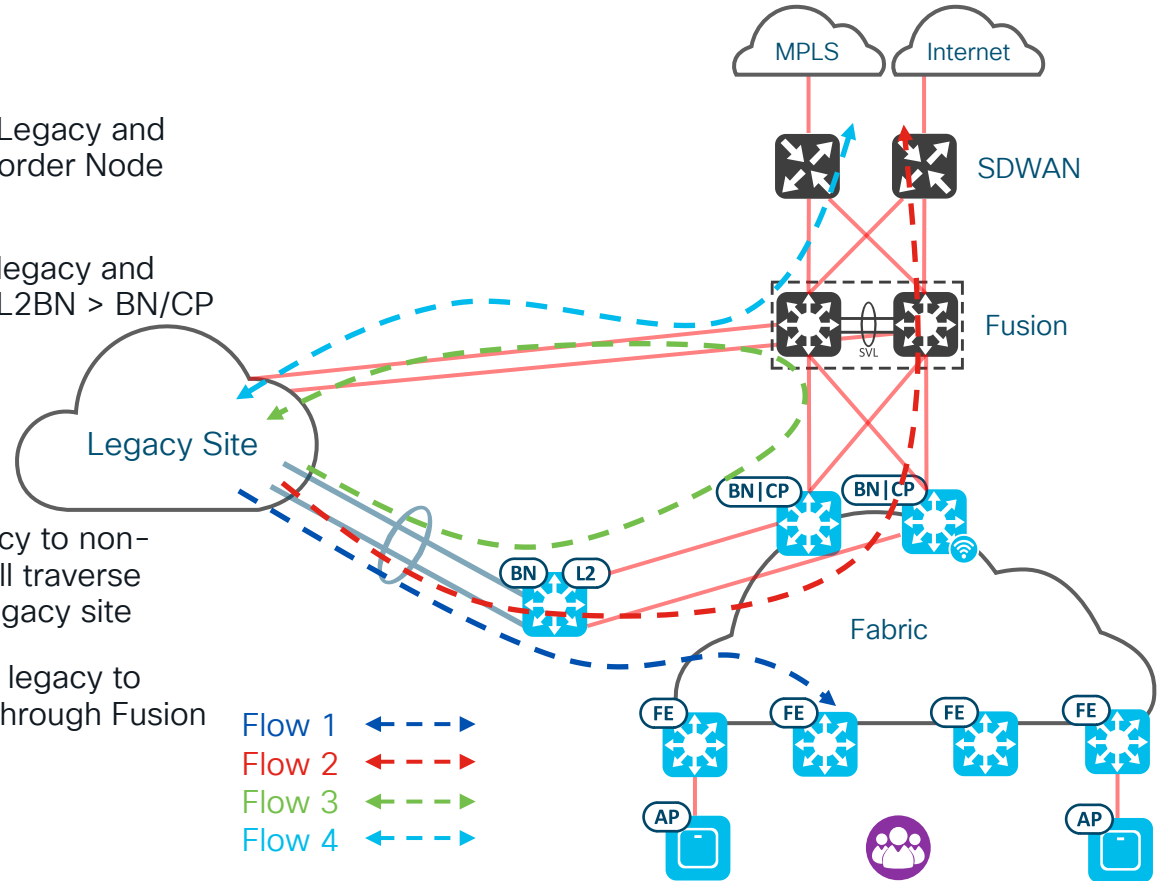 MPLS
Internet
Legacy and
order Node
SDWAN
legacy and
L2BN > BN/CP
Fusion
SVL
Legacy Site
BN|CP
BN|CP
cy to non-
ll traverse
gacy site
BN
L2
Fabric
legacy to
hrough Fusion
FE
FE
FE
FE
Flow 1
Flow 2
Flow 3
Flow 4
AP
AP